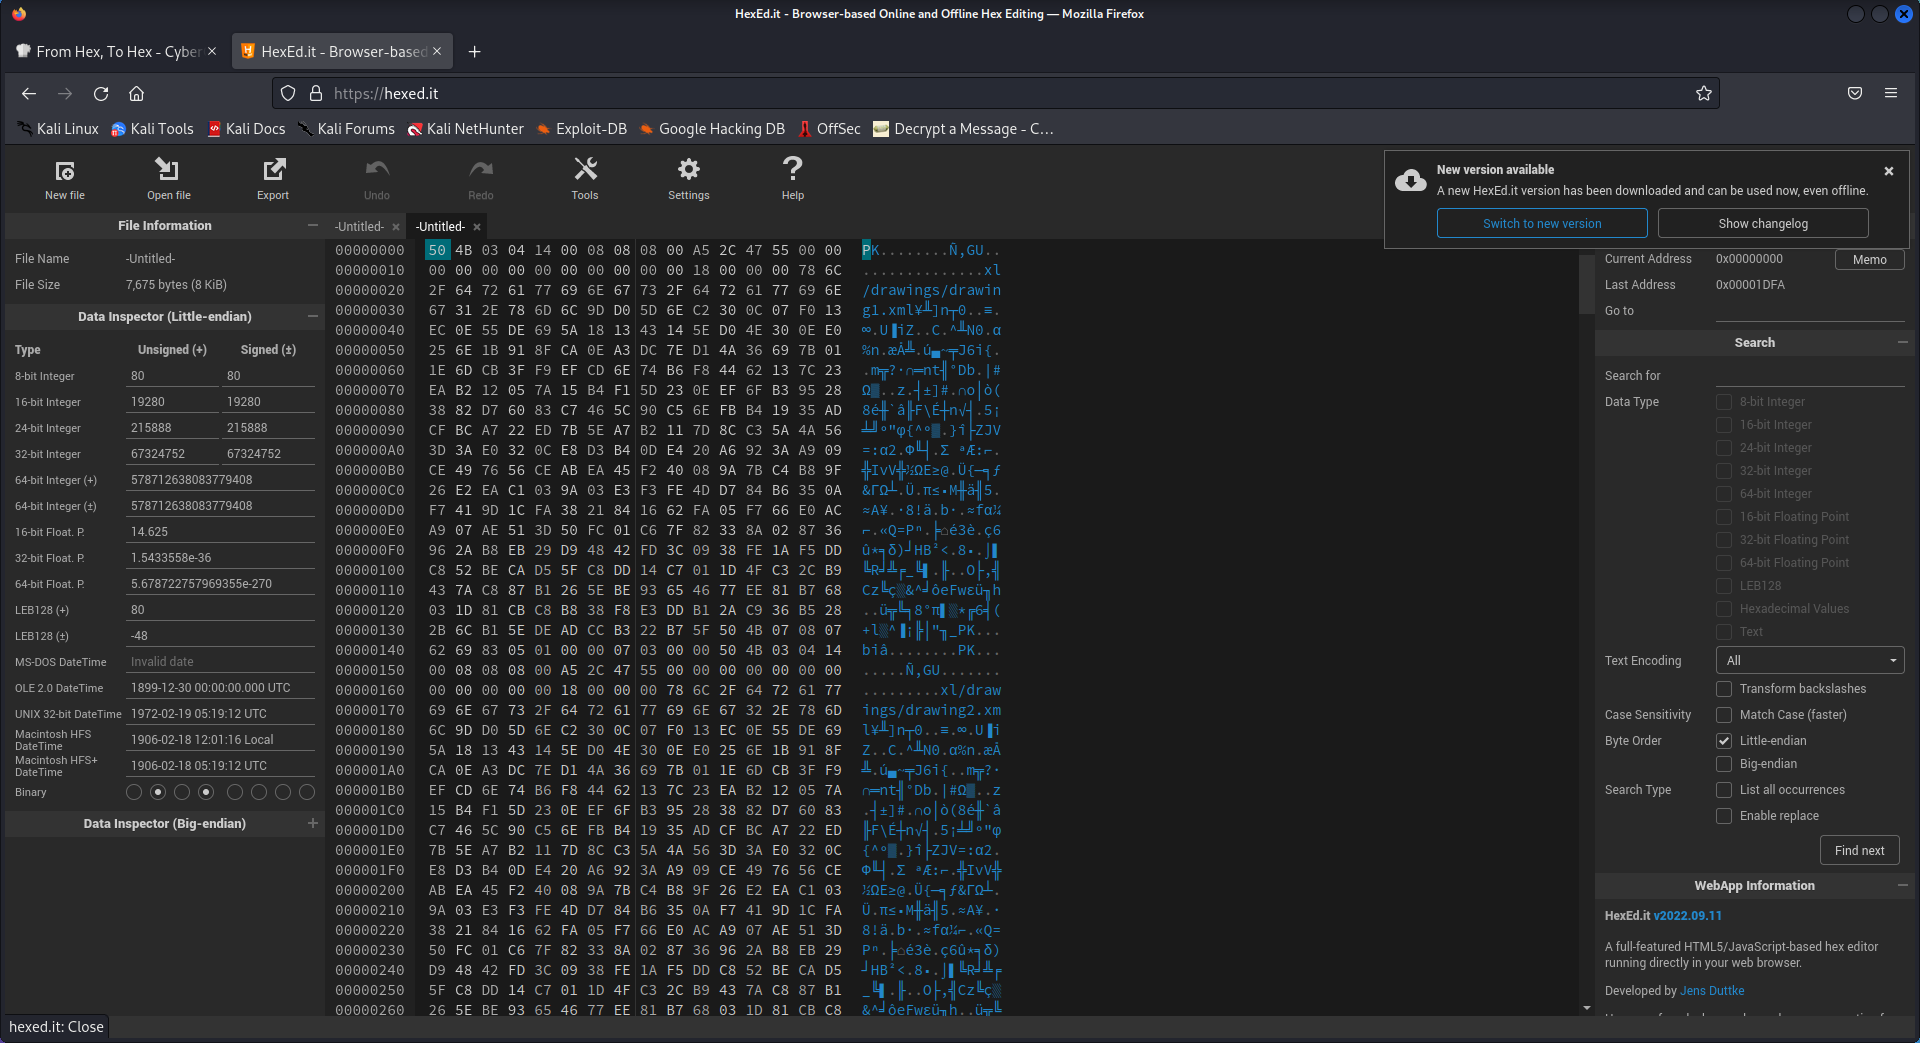 HexEd.it - Browser-based Online and Offline Hex Editing — Mozilla Firefox
From Hex, To Hex - Cyber
HexEd.it - Browser-based
https://hexed.it
Kali Linux
Kali Tools
Kali Docs
Kali Forums
Kali NetHunter
Exploit-DB
Google Hacking DB
OffSec
Decrypt a Message - C...
New file
Open file
Export
Undo
Redo
Tools
Settings
Help
New version available
A new HexEd.it version has been downloaded and can be used now, even offline.
Switch to new version
Show changelog
File Information
File Name -Untitled-
File Size 7,675 bytes (8 KiB)
Data Inspector (Little-endian)
Type Unsigned (+) Signed (±)
8-bit Integer 80 80
16-bit Integer 19280 19280
24-bit Integer 215888 215888
32-bit Integer 67324752 67324752
64-bit Integer (+) 578712638083779408
64-bit Integer (±) 578712638083779408
16-bit Float. P. 14.625
32-bit Float. P. 1.5433558e-36
64-bit Float. P. 5.678722757969355e-270
LEB128 (+) 80
LEB128 (±) -48
MS-DOS DateTime Invalid date
OLE 2.0 DateTime 1899-12-30 00:00:00.000 UTC
UNIX 32-bit DateTime 1972-02-19 05:19:12 UTC
Macintosh HFS DateTime 1906-02-18 12:01:16 Local
Macintosh HFS+ DateTime 1906-02-18 05:19:12 UTC
Binary
Data Inspector (Big-endian)
-Untitled-
-Untitled-
00000000 50 4B 03 04 14 00 08 08 08 00 A5 2C 47 55 00 00 PK........Ñ,GU..
00000010 00 00 00 00 00 00 00 00 00 00 18 00 00 00 78 6C ..............xl
00000020 2F 64 72 61 77 69 6E 67 73 2F 64 72 61 77 69 6E /drawings/drawin
00000030 67 31 2E 78 6D 6C 9D D0 5D 6E C2 30 0C 07 F0 13
00000040 EC 0E 55 DE 69 5A 18 13 43 14 5E D0 4E 30 0E E0
00000050 25 6E 1B 91 8F CA 0E A3 DC 7E D1 4A 36 69 7B 01
00000060 1E 6D CB 3F F9 EF CD 6E 74 B6 F8 44 62 13 7C 23
00000070 EA B2 12 05 7A 15 B4 F1 5D 23 0E EF 6F B3 95 28
00000080 38 82 D7 60 83 C7 46 5C 90 C5 6E FB B4 19 35 AD
00000090 CF BC A7 22 ED 7B 5E A7 B2 11 7D 8C C3 5A 4A 56
000000A0 3D 3A E0 32 0C E8 D3 B4 0D E4 20 A6 92 3A A9 09
000000B0 CE 49 76 56 CE AB EA 45 F2 40 08 9A 7B C4 B8 9F
000000C0 26 E2 EA C1 03 9A 03 E3 F3 FE 4D D7 84 B6 35 0A
000000D0 F7 41 9D 1C FA 38 21 84 16 62 FA 05 F7 66 E0 AC
000000E0 A9 07 AE 51 3D 50 FC 01 C6 7F 82 33 8A 02 87 36
000000F0 96 2A B8 EB 29 D9 48 42 FD 3C 09 38 FE 1A F5 DD
00000100 C8 52 BE CA D5 5F C8 DD 14 C7 01 1D 4F C3 2C B9
00000110 43 7A C8 87 B1 26 5E BE 93 65 46 77 EE 81 B7 68
00000120 03 1D 81 CB C8 B8 38 F8 E3 DD B1 2A C9 36 B5 28
00000130 2B 6C B1 5E DE AD CC B3 22 B7 5F 50 4B 07 08 07
00000140 62 69 83 05 01 00 00 07 03 00 00 50 4B 03 04 14 biâ........PK...
00000150 00 08 08 08 00 A5 2C 47 55 00 00 00 00 00 00 00 .....Ñ,GU.......
00000160 00 00 00 00 00 18 00 00 00 78 6C 2F 64 72 61 77 .........xl/draw
00000170 69 6E 67 73 2F 64 72 61 77 69 6E 67 32 2E 78 6D ings/drawing2.xm
00000180 6C 9D D0 5D 6E C2 30 0C 07 F0 13 EC 0E 55 DE 69
00000190 5A 18 13 43 14 5E D0 4E 30 0E E0 25 6E 1B 91 8F
000001A0 CA 0E A3 DC 7E D1 4A 36 69 7B 01 1E 6D CB 3F F9
000001B0 EF CD 6E 74 B6 F8 44 62 13 7C 23 EA B2 12 05 7A
000001C0 15 B4 F1 5D 23 0E EF 6F B3 95 28 38 82 D7 60 83
000001D0 C7 46 5C 90 C5 6E FB B4 19 35 AD CF BC A7 22 ED
000001E0 7B 5E A7 B2 11 7D 8C C3 5A 4A 56 3D 3A E0 32 0C
000001F0 E8 D3 B4 0D E4 20 A6 92 3A A9 09 CE 49 76 56 CE
00000200 AB EA 45 F2 40 08 9A 7B C4 B8 9F 26 E2 EA C1 03
00000210 9A 03 E3 F3 FE 4D D7 84 B6 35 0A F7 41 9D 1C FA
00000220 38 21 84 16 62 FA 05 F7 66 E0 AC A9 07 AE 51 3D
00000230 50 FC 01 C6 7F 82 33 8A 02 87 36 96 2A B8 EB 29
00000240 D9 48 42 FD 3C 09 38 FE 1A F5 DD C8 52 BE CA D5
00000250 5F C8 DD 14 C7 01 1D 4F C3 2C B9 43 7A C8 87 B1
00000260 26 5E BE 93 65 46 77 EE 81 B7 68 03 1D 81 CB C8
Current Address 0x00000000 Memo
Last Address 0x00001DFA
Go to
Search
Search for
Data Type 8-bit Integer
16-bit Integer
24-bit Integer
32-bit Integer
64-bit Integer
16-bit Floating Point
32-bit Floating Point
64-bit Floating Point
LEB128
Hexadecimal Values
Text
Text Encoding All
Transform backslashes
Case Sensitivity Match Case (faster)
Byte Order Little-endian
Big-endian
Search Type List all occurrences
Enable replace
Find next
WebApp Information
HexEd.it v2022.09.11
A full-featured HTML5/JavaScript-based hex editor
running directly in your web browser.
Developed by Jens Duttke
hexed.it: Close